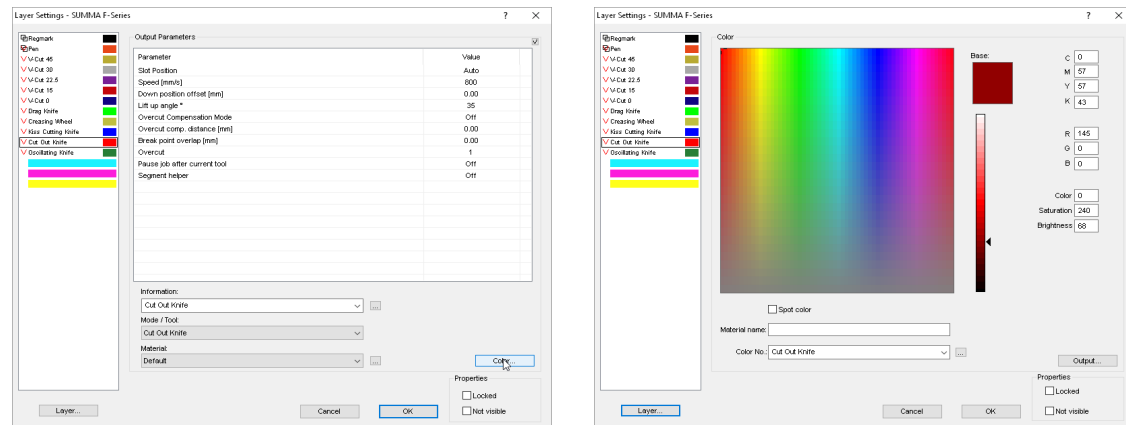 Layer Settings - SUMMA F-Series
Regmark
Pen
V-Cut 45
V-Cut 30
V-Cut 22.5
V-Cut 15
V-Cut 0
Drag Knife
Creasing Wheel
Kiss Cutting Knife
Cut Out Knife
Oscillating Knife
Output Parameters
Parameter Value
Slot Position Auto
Speed [mm/s] 800
Down position offset [mm] 0.00
Lift up angle ° 35
Overcut Compensation Mode Off
Overcut comp. distance [mm] 0.00
Break point overlap [mm] 0.00
Overcut 1
Pause job after current tool Off
Segment helper Off
Information:
Cut Out Knife
...
Mode / Tool:
Cut Out Knife
Material:
Default
...
Color...
Properties
Locked
Not visible
Layer...
Cancel
OK
Layer Settings - SUMMA F-Series
Regmark
Pen
V-Cut 45
V-Cut 30
V-Cut 22.5
V-Cut 15
V-Cut 0
Drag Knife
Creasing Wheel
Kiss Cutting Knife
Cut Out Knife
Oscillating Knife
Color
Base:
C 0
M 57
Y 57
K 43
R 145
G 0
B 0
Color 0
Saturation 240
Brightness 68
Spot color
Material name:
Color No.: Cut Out Knife
...
Output...
Properties
Locked
Not visible
Layer...
Cancel
OK